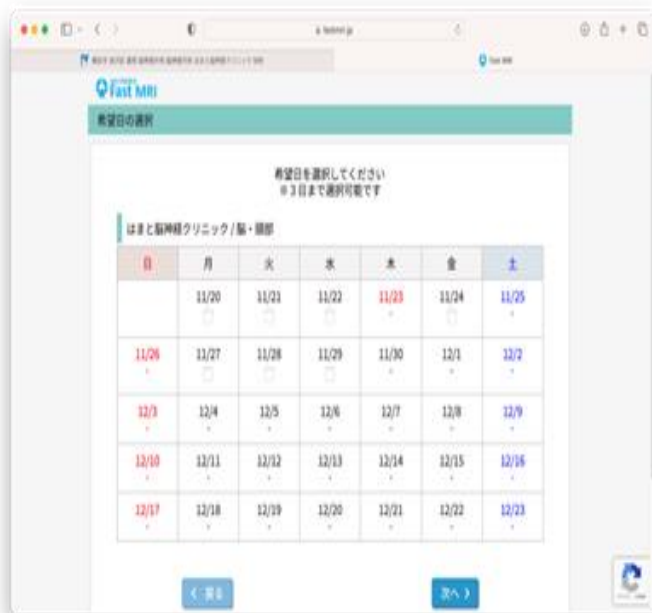 Fast MRI
希望日の選択
希望日を選択してください
※3日まで選択可能です
はまと脳神経クリニック / 脳・頭部
日 月 火 水 木 金 土
11/20 11/21 11/22 11/23 11/24 11/25
11/26 11/27 11/28 11/29 11/30 12/1 12/2
12/3 12/4 12/5 12/6 12/7 12/8 12/9
12/10 12/11 12/12 12/13 12/14 12/15 12/16
12/17 12/18 12/19 12/20 12/21 12/22 12/23
戻る 次へ